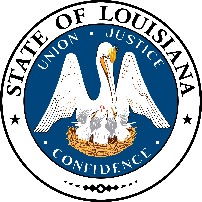 STATE OF LOUISIANA
UNION · JUSTICE
· CONFIDENCE ·